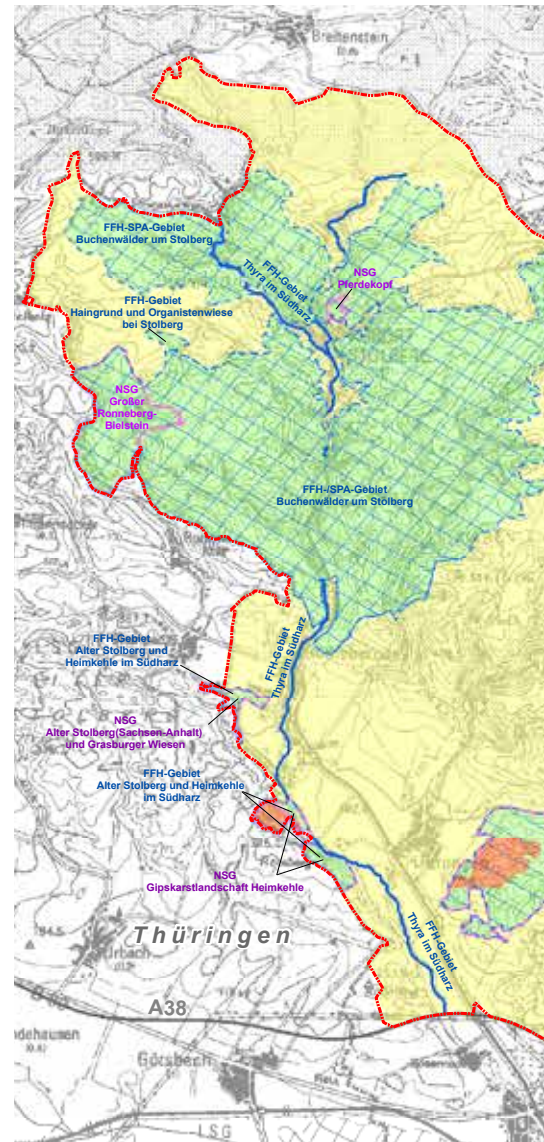 Breitenstein
FFH-SPA-Gebiet
Buchenwälder um Stolberg
FFH-Gebiet
Thyra im Südharz
NSG
Pferdekopf
FFH-Gebiet
Haingrund und Organistenwiese
bei Stolberg
NSG
Großer
Ronneberg-
Bielstein
FFH-/SPA-Gebiet
Buchenwälder um Stolberg
FFH-Gebiet
Alter Stolberg und
Heimkehle im Südharz
FFH-Gebiet
Thyra im Südharz
NSG
Alter Stolberg(Sachsen-Anhalt)
und Grasburger Wiesen
FFH-Gebiet
Alter Stolberg und Heimkehle
im Südharz
NSG
Gipskarstlandschaft Heimkehle
FFH-Gebiet
Thyra im Südharz
Thüringen
Urbach
A38
Görsbach
LSG